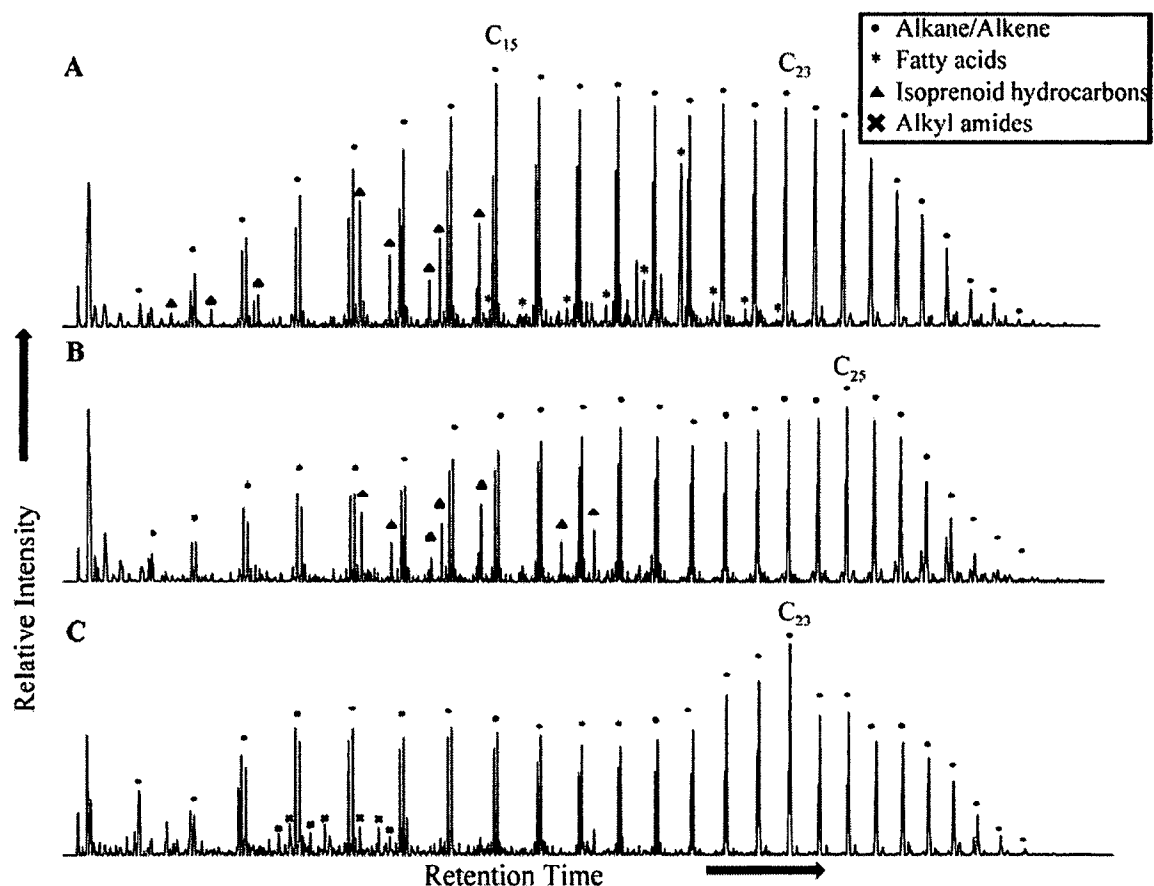 C15
A
C23
• Alkane/Alkene
* Fatty acids
▲ Isoprenoid hydrocarbons
✖ Alkyl amides
B
C25
C
C23
Relative Intensity
Retention Time